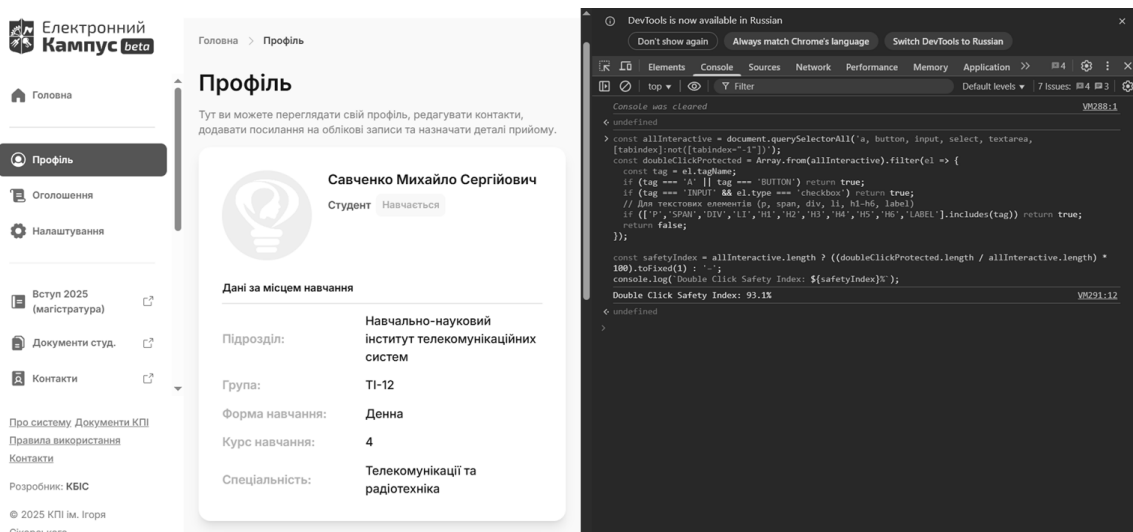 Електронний
Кампус beta
Головна
Профіль
Оголошення
Налаштування
Вступ 2025
(магістратура)
Документи студ.
Контакти
Про систему Документи КПІ
Правила використання
Контакти
Розробник: КБІС
© 2025 КПІ ім. Ігоря
Сікорського
Головна > Профіль
Профіль
Тут ви можете переглядати свій профіль, редагувати контакти,
додавати посилання на облікові записи та назначати деталі прийому.
Савченко Михайло Сергійович
Студент Навчається
Дані за місцем навчання
Підрозділ: Навчально-науковий
інститут телекомунікаційних
систем
Група: ТІ-12
Форма навчання: Денна
Курс навчання: 4
Спеціальність: Телекомунікації та
радіотехніка
DevTools is now available in Russian
Don't show again Always match Chrome's language Switch DevTools to Russian
Elements Console Sources Network Performance Memory Application 4
top Filter Default levels 7 Issues: 4 3
Console was cleared VM288:1
undefined
const allInteractive = document.querySelectorAll('a, button, input, select, textarea,
[tabindex]:not([tabindex="-1"])');
const doubleClickProtected = Array.from(allInteractive).filter(el => {
const tag = el.tagName;
if (tag === 'A' || tag === 'BUTTON') return true;
if (tag === 'INPUT' && el.type === 'checkbox') return true;
// Для текстових елементів (p, span, div, li, h1-h6, label)
if (['P','SPAN','DIV','LI','H1','H2','H3','H4','H5','H6','LABEL'].includes(tag)) return true;
return false;
});
const safetyIndex = allInteractive.length ? ((doubleClickProtected.length / allInteractive.length) *
100).toFixed(1) : '-';
console.log(`Double Click Safety Index: ${safetyIndex}%`);
Double Click Safety Index: 93.1% VM291:12
undefined